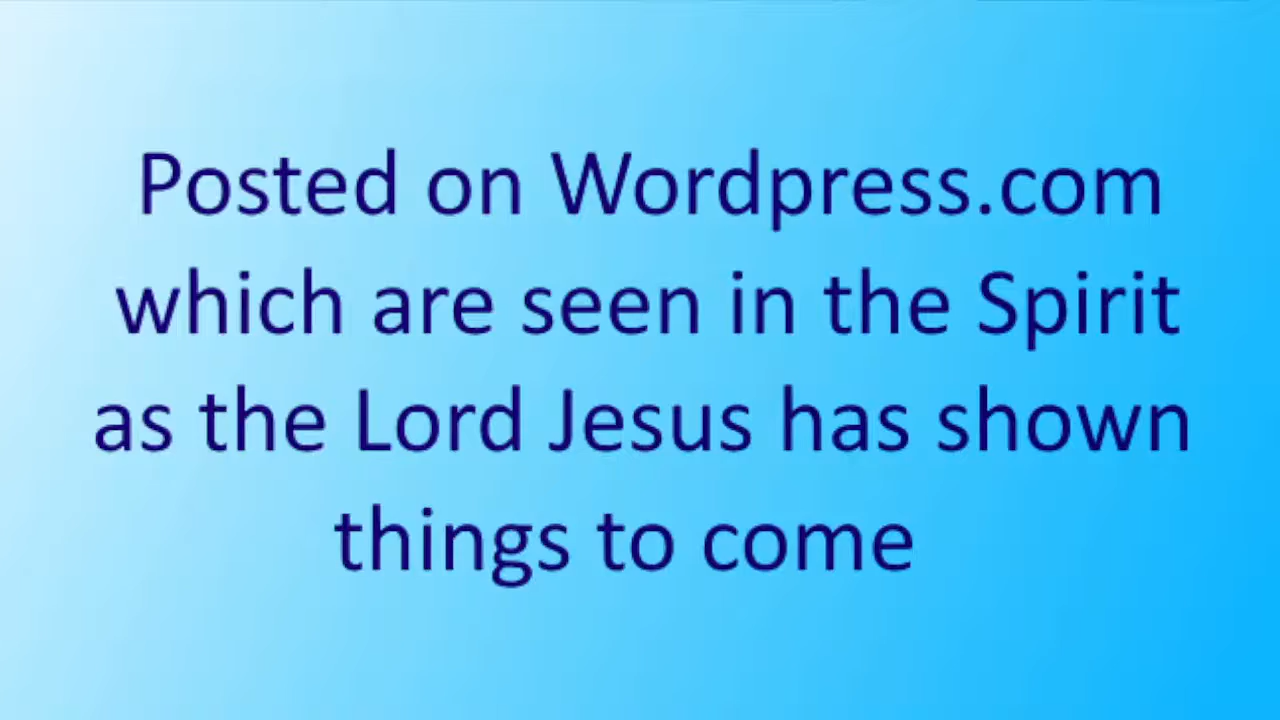 Posted on Wordpress.com
which are seen in the Spirit
as the Lord Jesus has shown
things to come